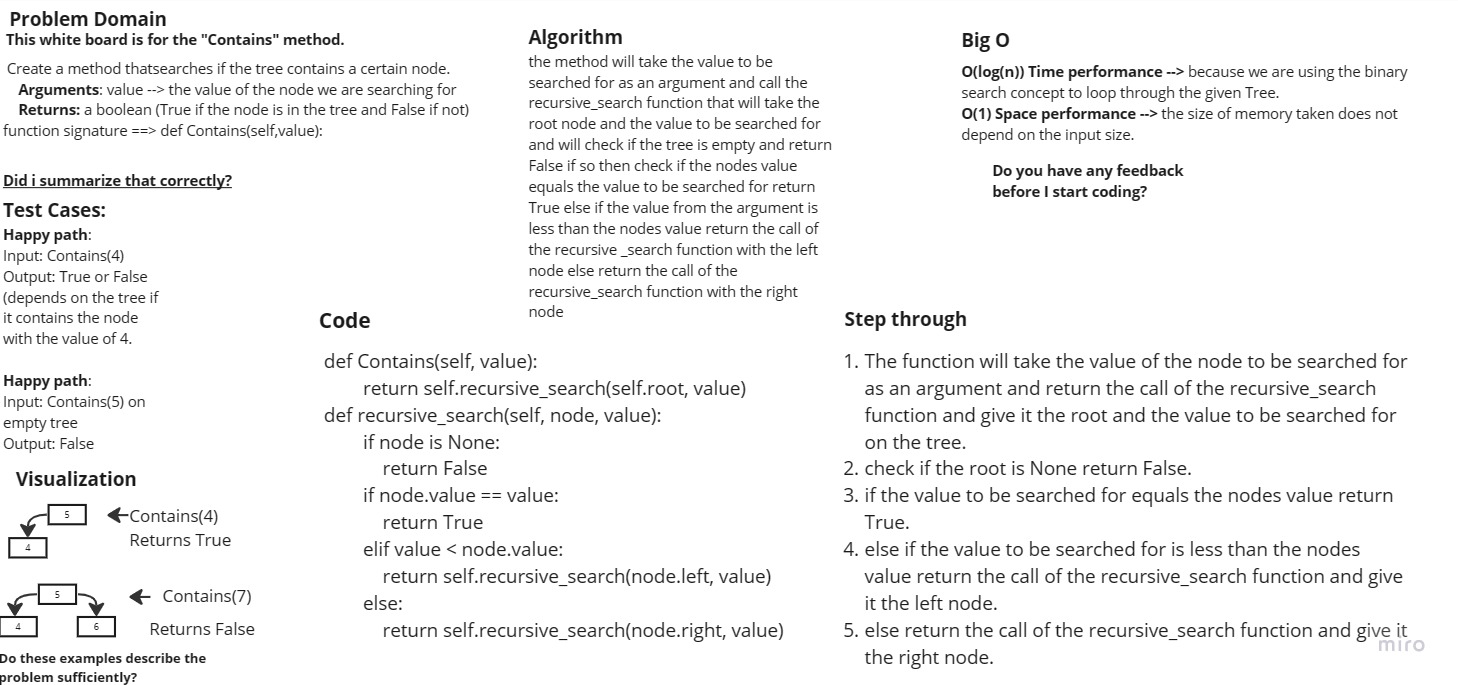 Problem Domain
This white board is for the "Contains" method.
Create a method thatsearches if the tree contains a certain node.
Arguments: value --> the value of the node we are searching for
Returns: a boolean (True if the node is in the tree and False if not)
function signature ==> def Contains(self,value):
Did i summarize that correctly?
Test Cases:
Happy path:
Input: Contains(4)
Output: True or False
(depends on the tree if
it contains the node
with the value of 4.
Happy path:
Input: Contains(5) on
empty tree
Output: False
Visualization
5
4
Contains(4)
Returns True
5
4
6
Contains(7)
Returns False
Do these examples describe the
problem sufficiently?
Algorithm
the method will take the value to be
searched for as an argument and call the
recursive_search function that will take the
root node and the value to be searched for
and will check if the tree is empty and return
False if so then check if the nodes value
equals the value to be searched for return
True else if the value from the argument is
less than the nodes value return the call of
the recursive _search function with the left
node else return the call of the
recursive_search function with the right
node
Code
def Contains(self, value):
return self.recursive_search(self.root, value)
def recursive_search(self, node, value):
if node is None:
return False
if node.value == value:
return True
elif value < node.value:
return self.recursive_search(node.left, value)
else:
return self.recursive_search(node.right, value)
Big O
O(log(n)) Time performance --> because we are using the binary
search concept to loop through the given Tree.
O(1) Space performance --> the size of memory taken does not
depend on the input size.
Do you have any feedback
before I start coding?
Step through
1. The function will take the value of the node to be searched for
as an argument and return the call of the recursive_search
function and give it the root and the value to be searched for
on the tree.
2. check if the root is None return False.
3. if the value to be searched for equals the nodes value return
True.
4. else if the value to be searched for is less than the nodes
value return the call of the recursive_search function and give
it the left node.
5. else return the call of the recursive_search function and give it
the right node.
miro